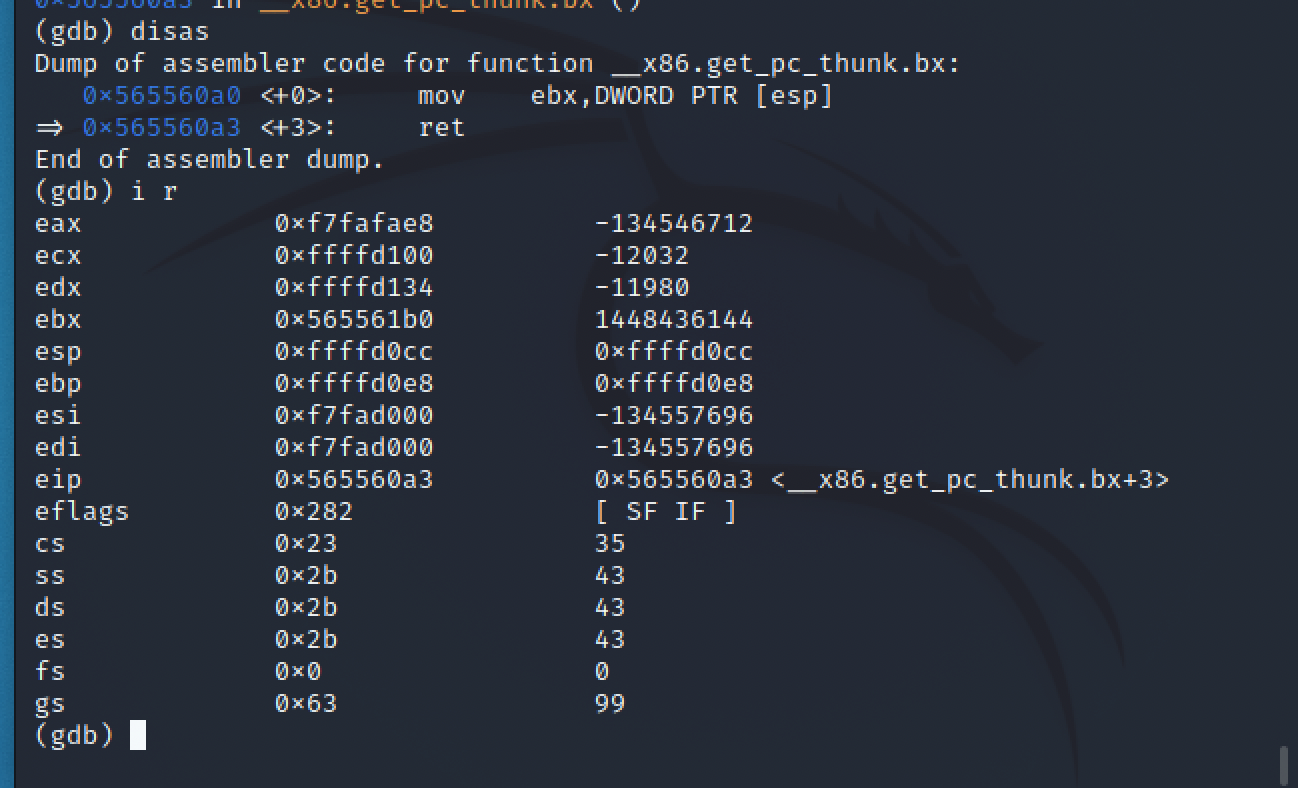 0×565560a3 in __x86.get_pc_thunk.bx ()
(gdb) disas
Dump of assembler code for function __x86.get_pc_thunk.bx:
   0×565560a0 <+0>:     mov    ebx,DWORD PTR [esp]
⇒ 0×565560a3 <+3>:     ret
End of assembler dump.
(gdb) i r
eax            0×f7fafae8          -134546712
ecx            0×ffffd100          -12032
edx            0×ffffd134          -11980
ebx            0×565561b0          1448436144
esp            0×ffffd0cc          0×ffffd0cc
ebp            0×ffffd0e8          0×ffffd0e8
esi            0×f7fad000          -134557696
edi            0×f7fad000          -134557696
eip            0×565560a3          0×565560a3 <__x86.get_pc_thunk.bx+3>
eflags         0×282               [ SF IF ]
cs             0×23                35
ss             0×2b                43
ds             0×2b                43
es             0×2b                43
fs             0×0                 0
gs             0×63                99
(gdb)